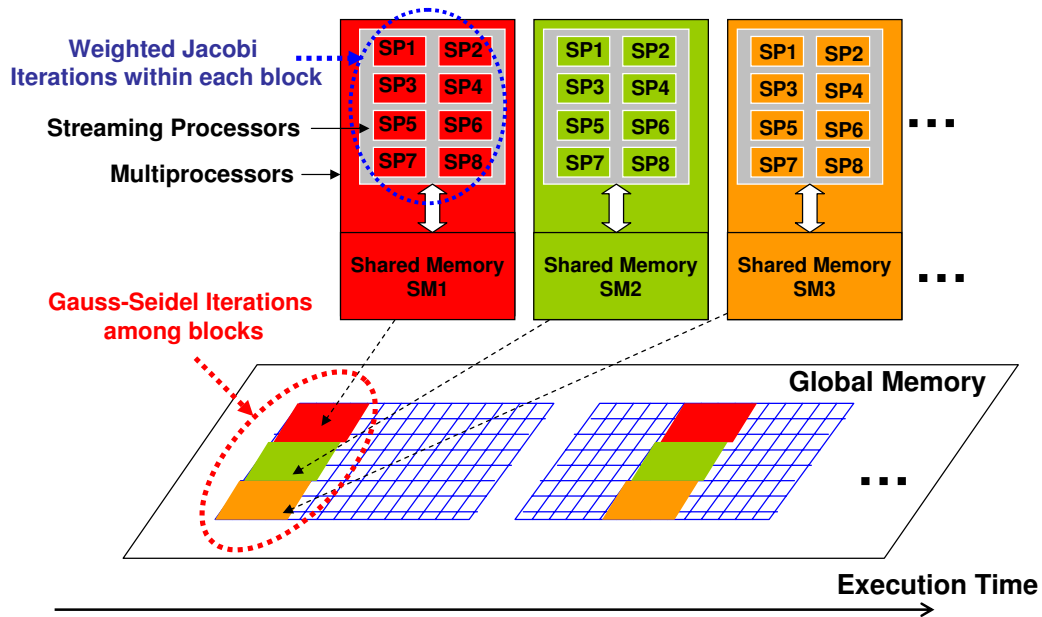 Weighted Jacobi
Iterations within each block
Streaming Processors
Multiprocessors
SP1 SP2
SP3 SP4
SP5 SP6
SP7 SP8
Shared Memory
SM1
SP1 SP2
SP3 SP4
SP5 SP6
SP7 SP8
Shared Memory
SM2
SP1 SP2
SP3 SP4
SP5 SP6
SP7 SP8
Shared Memory
SM3
...
...
Gauss-Seidel Iterations
among blocks
Global Memory
...
Execution Time